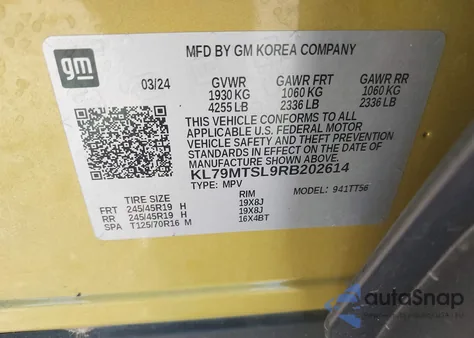 gm
MFD BY GM KOREA COMPANY
03/24 GVWR GAWR FRT GAWR RR
1930 KG 1060 KG 1060 KG
4255 LB 2336 LB 2336 LB
THIS VEHICLE CONFORMS TO ALL
APPLICABLE U.S. FEDERAL MOTOR
VEHICLE SAFETY AND THEFT PREVENTION
STANDARDS IN EFFECT ON THE DATE OF
MANUFACTURE SHOWN ABOVE.
KL79MTSL9RB202614
TYPE: MPV MODEL: 941TT56
TIRE SIZE RIM
FRT 245/45R19 H 19X8J
RR 245/45R19 H 19X8J
SPA T125/70R16 M 16X4BT
autoSnap